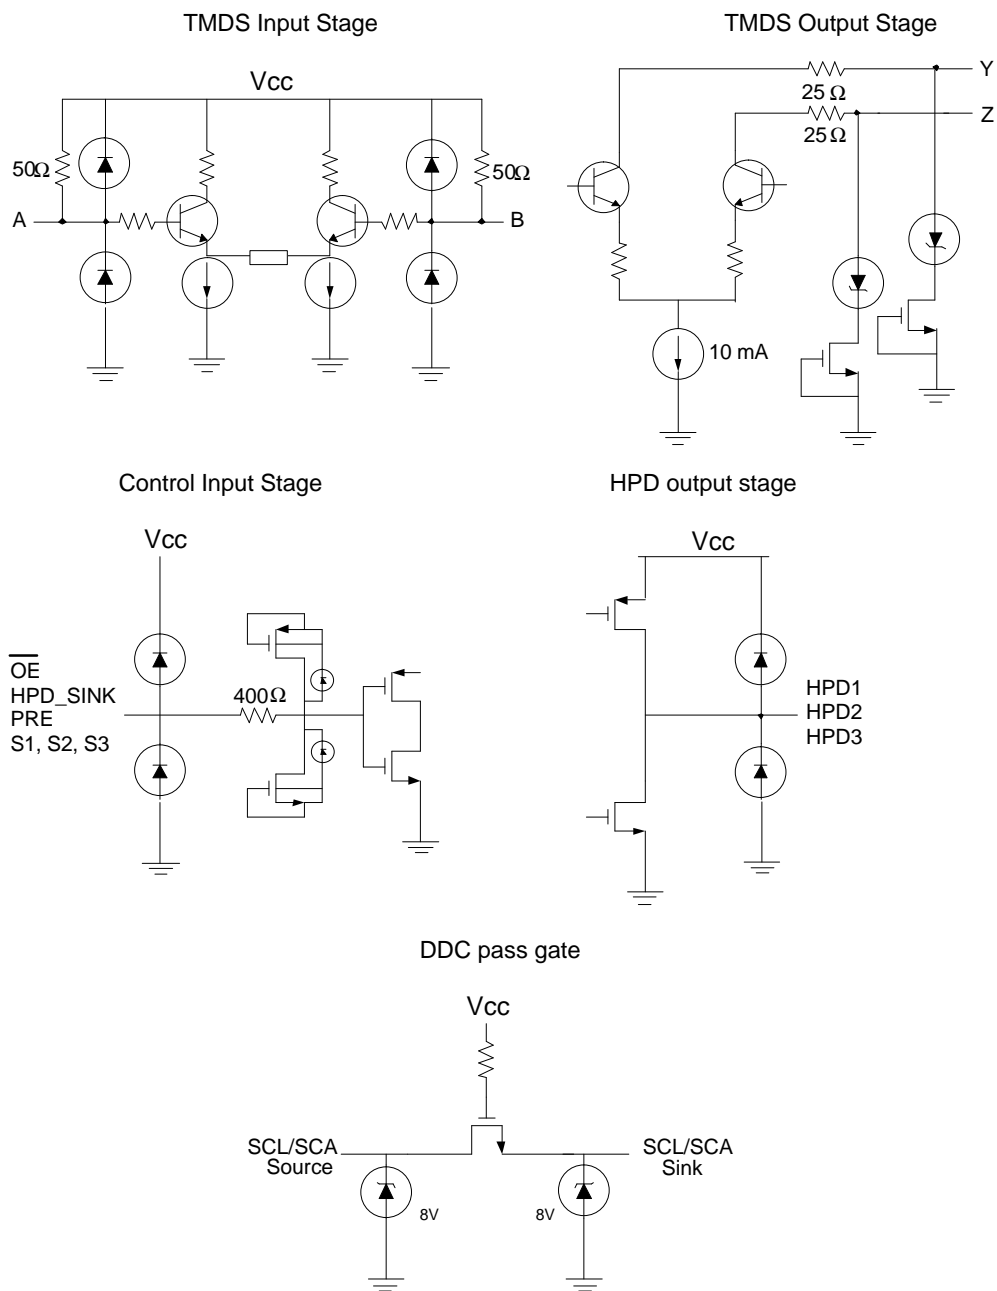 TMDS Input Stage
TMDS Output Stage
Vcc
50Ω
50Ω
A
B
25 Ω
25 Ω
Y
Z
10 mA
Control Input Stage
HPD output stage
Vcc
Vcc
OE
HPD_SINK
PRE
S1, S2, S3
400Ω
HPD1
HPD2
HPD3
DDC pass gate
Vcc
SCL/SCA
Source
SCL/SCA
Sink
8V
8V